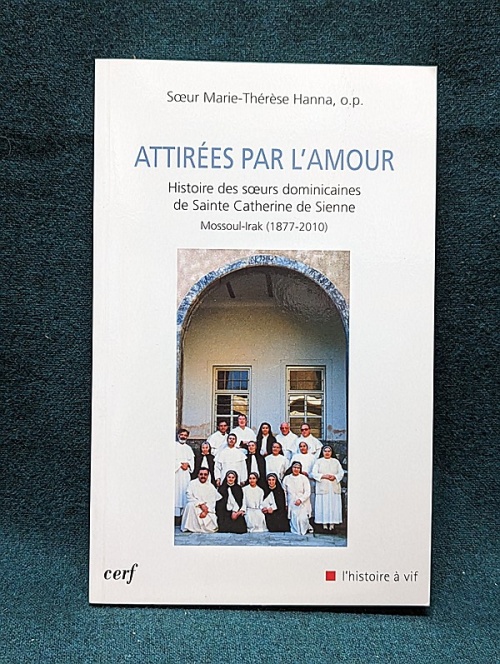 Sœur Marie-Thérèse Hanna, o.p.
ATTIRÉES PAR L'AMOUR
Histoire des sœurs dominicaines
de Sainte Catherine de Sienne
Mossoul-Irak (1877-2010)
cerf
l'histoire à vif